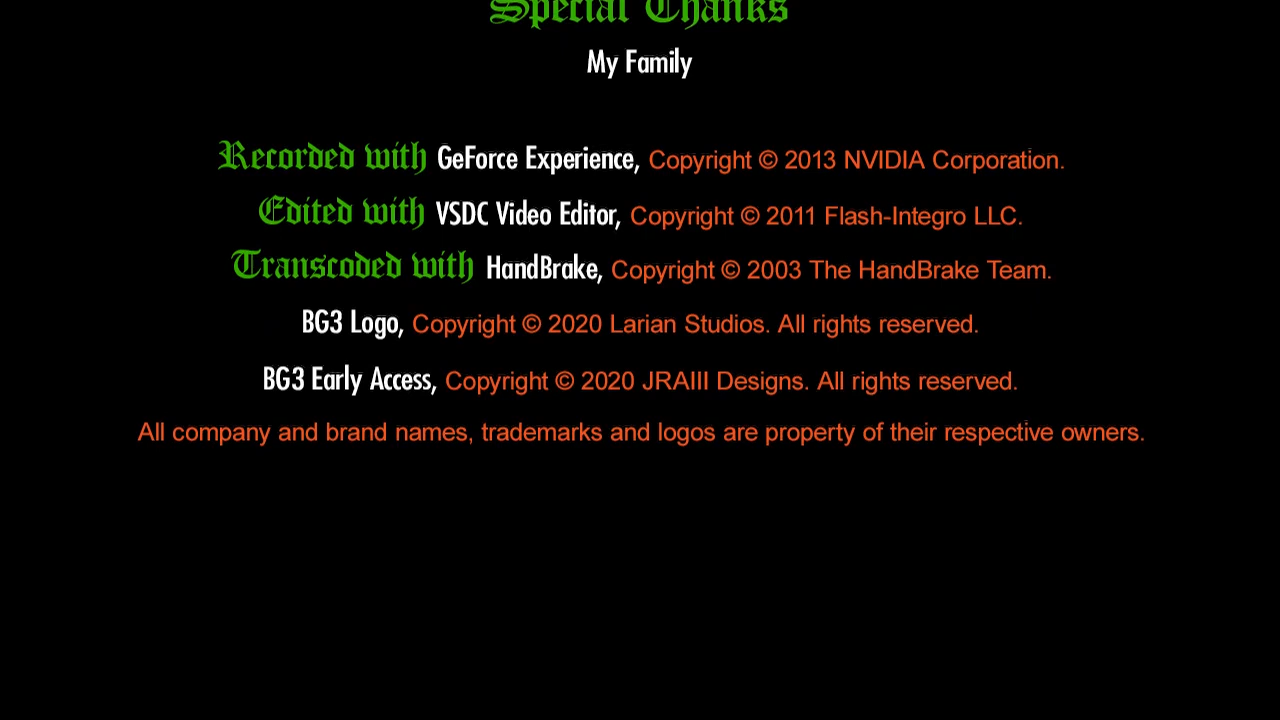 Special Thanks
My Family
Recorded with GeForce Experience, Copyright © 2013 NVIDIA Corporation.
Edited with VSDC Video Editor, Copyright © 2011 Flash-Integro LLC.
Transcoded with HandBrake, Copyright © 2003 The HandBrake Team.
BG3 Logo, Copyright © 2020 Larian Studios. All rights reserved.
BG3 Early Access, Copyright © 2020 JRAIII Designs. All rights reserved.
All company and brand names, trademarks and logos are property of their respective owners.